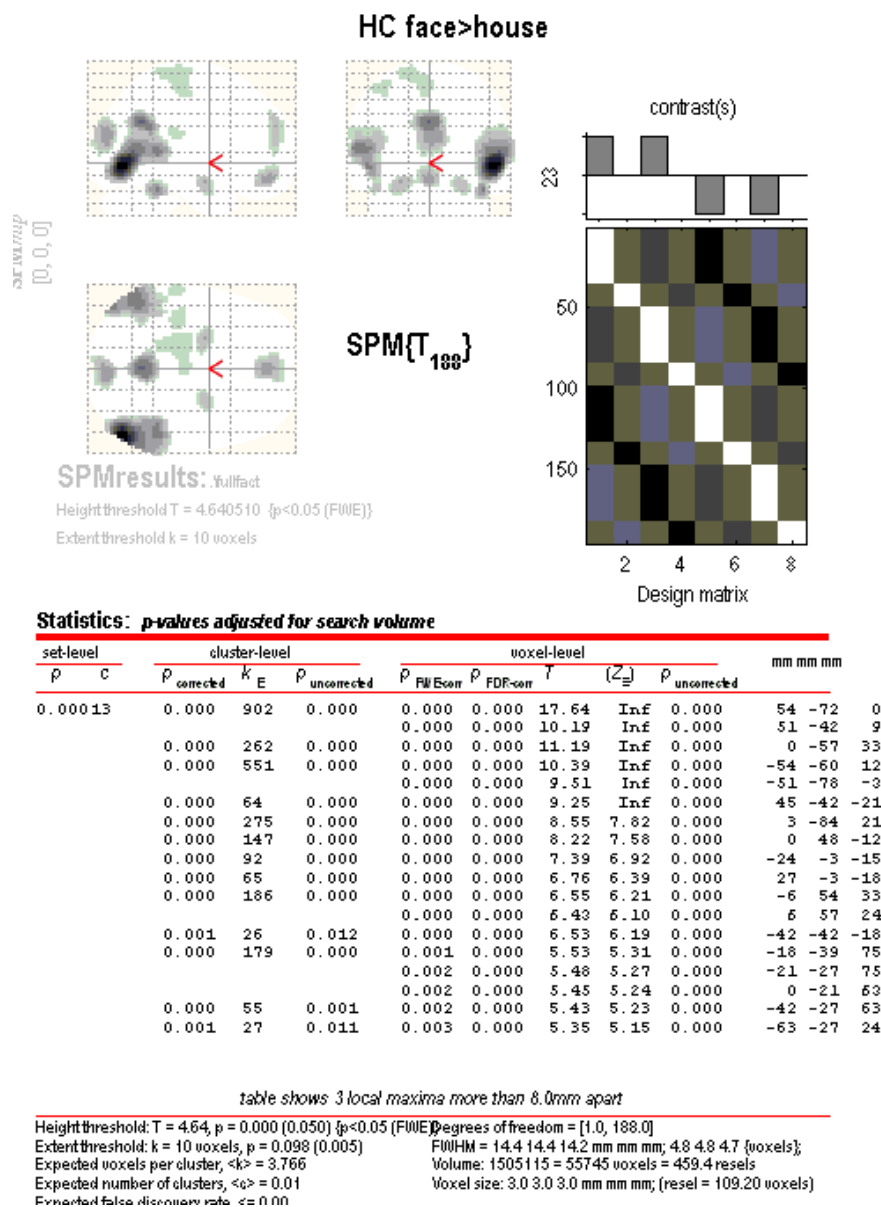 HC face>house
contrast(s)
23
SPMmip
[0, 0, 0]
<
<
<
SPM{T188}
50
100
150
2 4 6 8
Design matrix
SPMresults: .\fullfact
Height threshold T = 4.640510 {p<0.05 (FWE)}
Extent threshold k = 10 voxels
Statistics: p-values adjusted for search volume
set-level cluster-level voxel-level mm mm mm
p c p corrected k E p uncorrected p FWE-corr p FDR-corr T (Z≡) p uncorrected
0.000 13 0.000 902 0.000 0.000 0.000 17.64 Inf 0.000 54 -72 0
0.000 0.000 10.19 Inf 0.000 51 -42 9
0.000 262 0.000 0.000 0.000 11.19 Inf 0.000 0 -57 33
0.000 551 0.000 0.000 0.000 10.39 Inf 0.000 -54 -60 12
0.000 0.000 9.51 Inf 0.000 -51 -78 -3
0.000 64 0.000 0.000 0.000 9.25 Inf 0.000 45 -42 -21
0.000 275 0.000 0.000 0.000 8.55 7.82 0.000 3 -84 21
0.000 147 0.000 0.000 0.000 8.22 7.58 0.000 0 48 -12
0.000 92 0.000 0.000 0.000 7.39 6.92 0.000 -24 -3 -15
0.000 65 0.000 0.000 0.000 6.76 6.39 0.000 27 -3 -18
0.000 186 0.000 0.000 0.000 6.55 6.21 0.000 -6 54 33
0.000 0.000 6.43 6.10 0.000 6 57 24
0.001 26 0.012 0.000 0.000 6.53 6.19 0.000 -42 -42 -18
0.000 179 0.000 0.001 0.000 5.53 5.31 0.000 -18 -39 75
0.002 0.000 5.48 5.27 0.000 -21 -27 75
0.002 0.000 5.45 5.24 0.000 0 -21 63
0.000 55 0.001 0.002 0.000 5.43 5.23 0.000 -42 -27 63
0.001 27 0.011 0.003 0.000 5.35 5.15 0.000 -63 -27 24
table shows 3 local maxima more than 8.0mm apart
Height threshold: T = 4.64, p = 0.000 (0.050) {p<0.05 (FWE)} Degrees of freedom = [1.0, 188.0]
Extent threshold: k = 10 voxels, p = 0.098 (0.005) FWHM = 14.4 14.4 14.2 mm mm mm; 4.8 4.8 4.7 {voxels};
Expected voxels per cluster, <k> = 3.766 Volume: 1505115 = 55745 voxels = 459.4 resels
Expected number of clusters, <c> = 0.01 Voxel size: 3.0 3.0 3.0 mm mm mm; (resel = 109.20 voxels)
Expected false discovery rate, <= 0.00